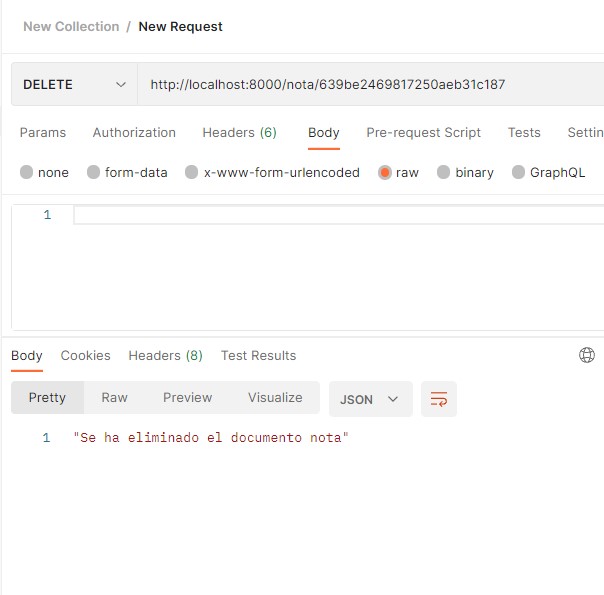 New Collection / New Request
DELETE http://localhost:8000/nota/639be2469817250aeb31c187
Params Authorization Headers (6) Body Pre-request Script Tests Settin
none form-data x-www-form-urlencoded raw binary GraphQL
1
Body Cookies Headers (8) Test Results
Pretty Raw Preview Visualize JSON
1 "Se ha eliminado el documento nota"